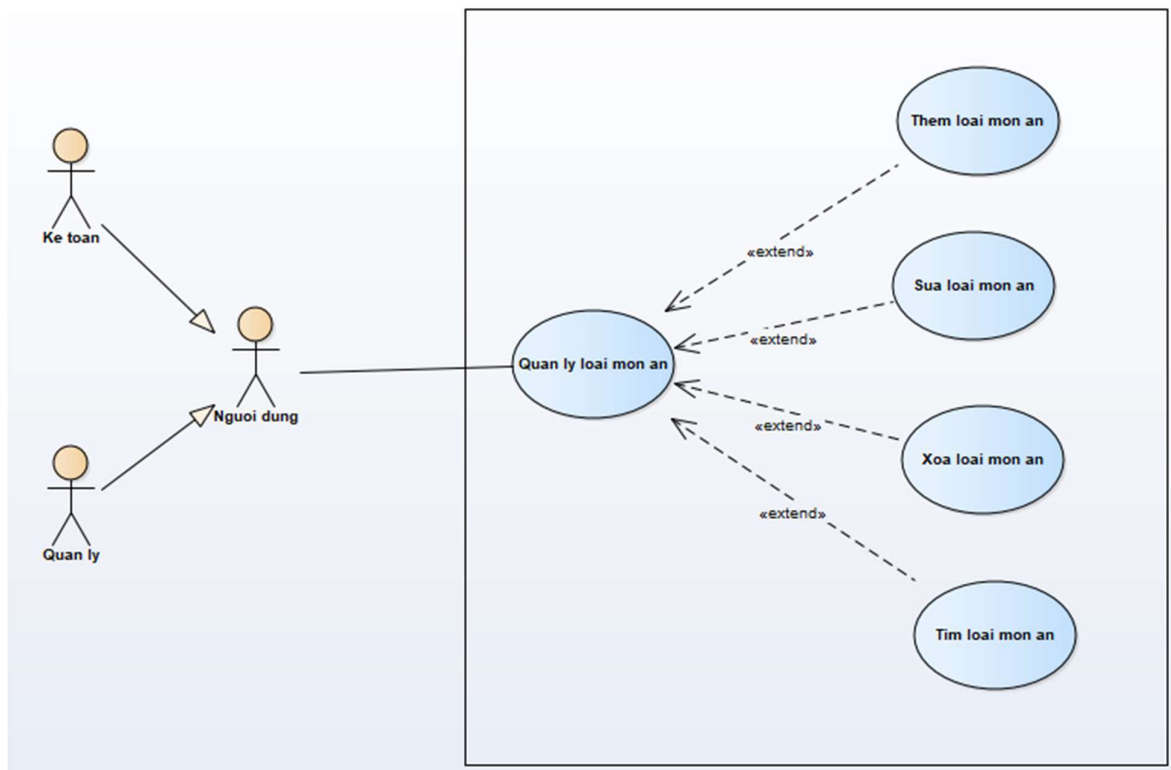 Ke toan
Nguoi dung
Quan ly
Quan ly loai mon an
«extend»
«extend»
«extend»
«extend»
Them loai mon an
Sua loai mon an
Xoa loai mon an
Tim loai mon an